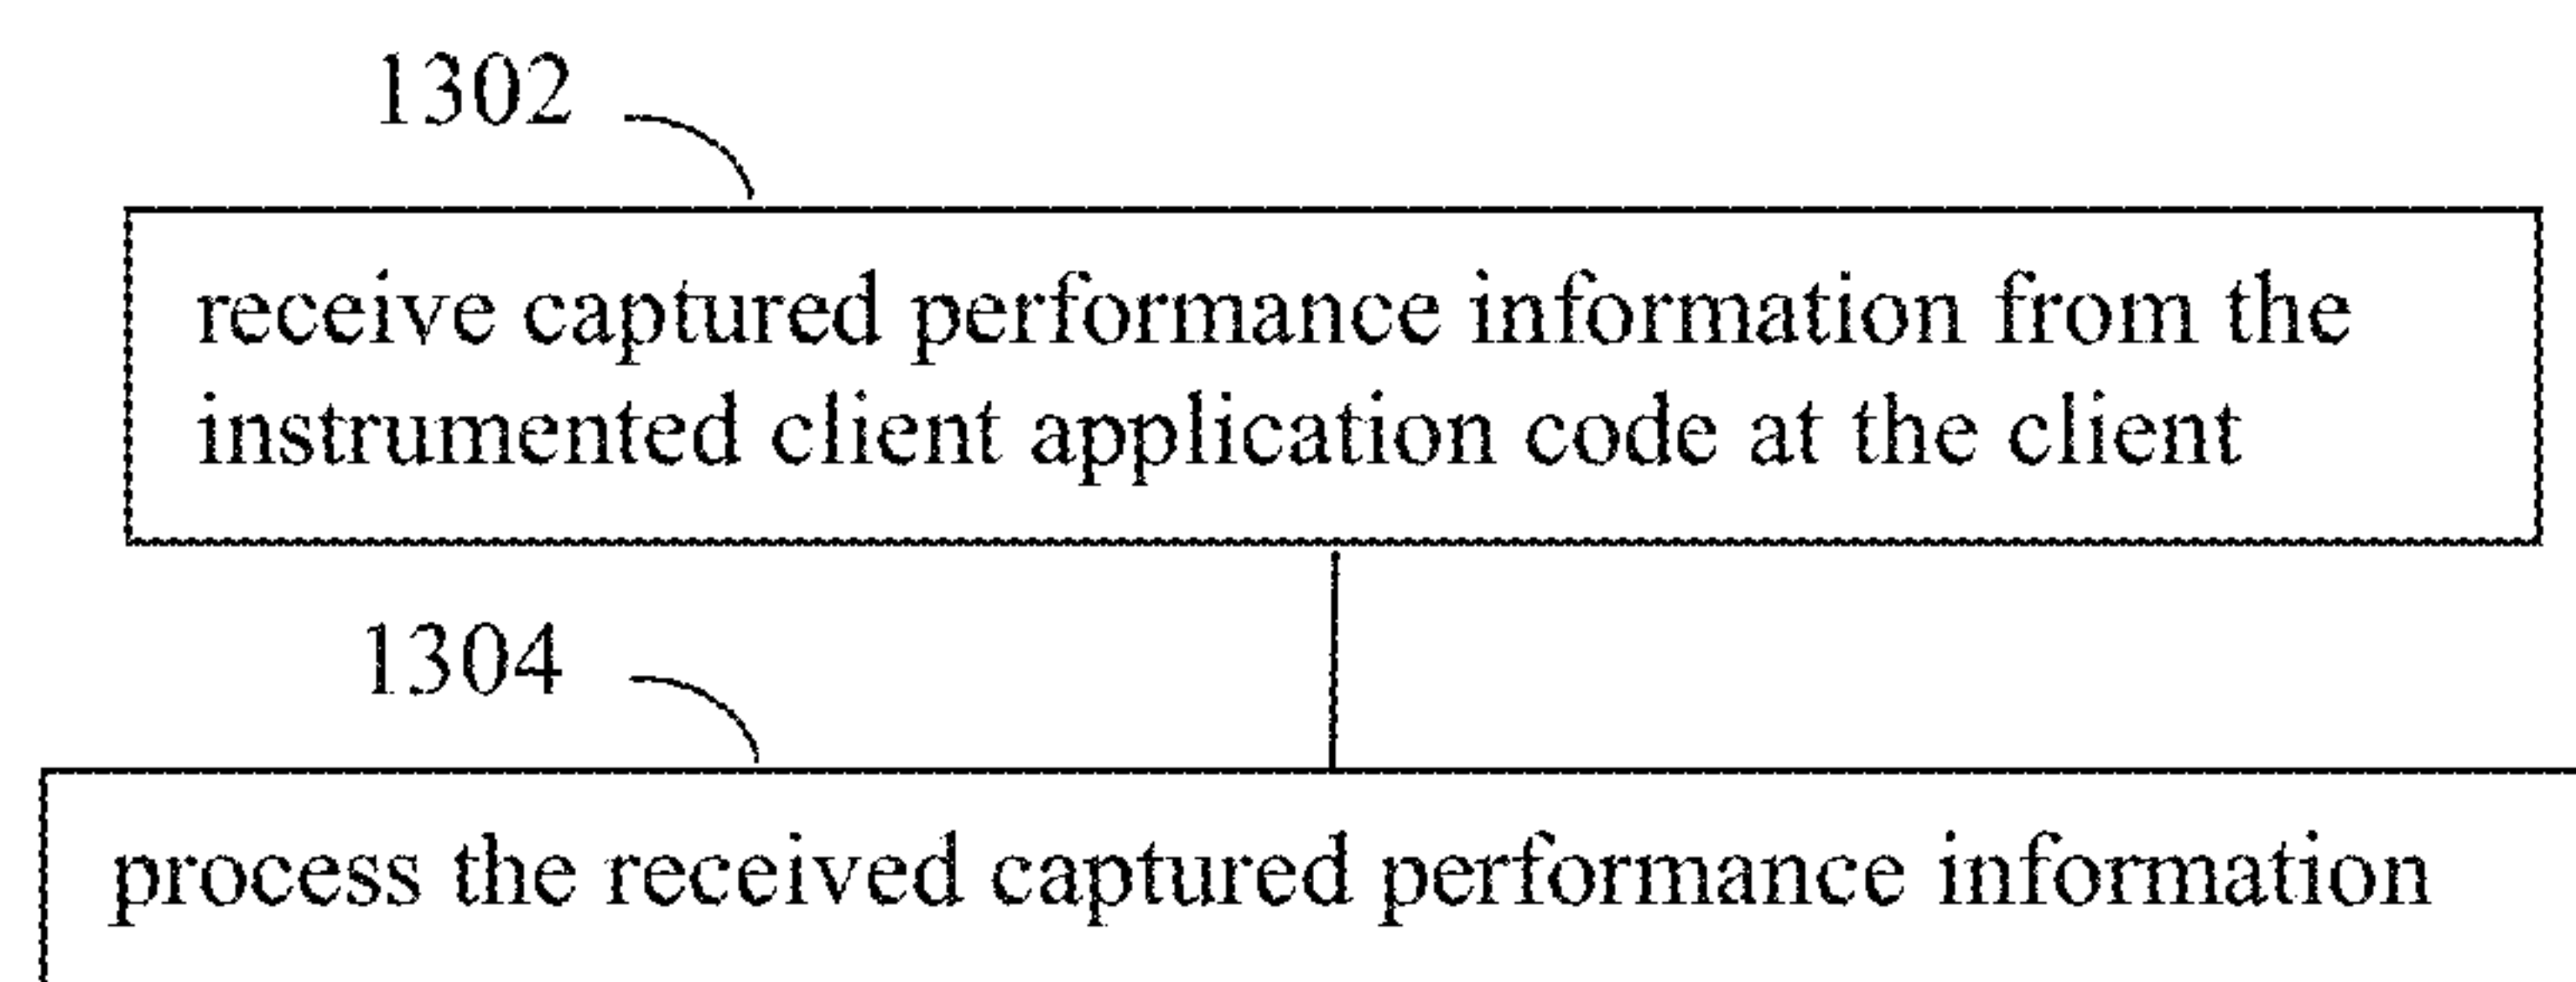 1302
receive captured performance information from the
instrumented client application code at the client
1304
process the received captured performance information